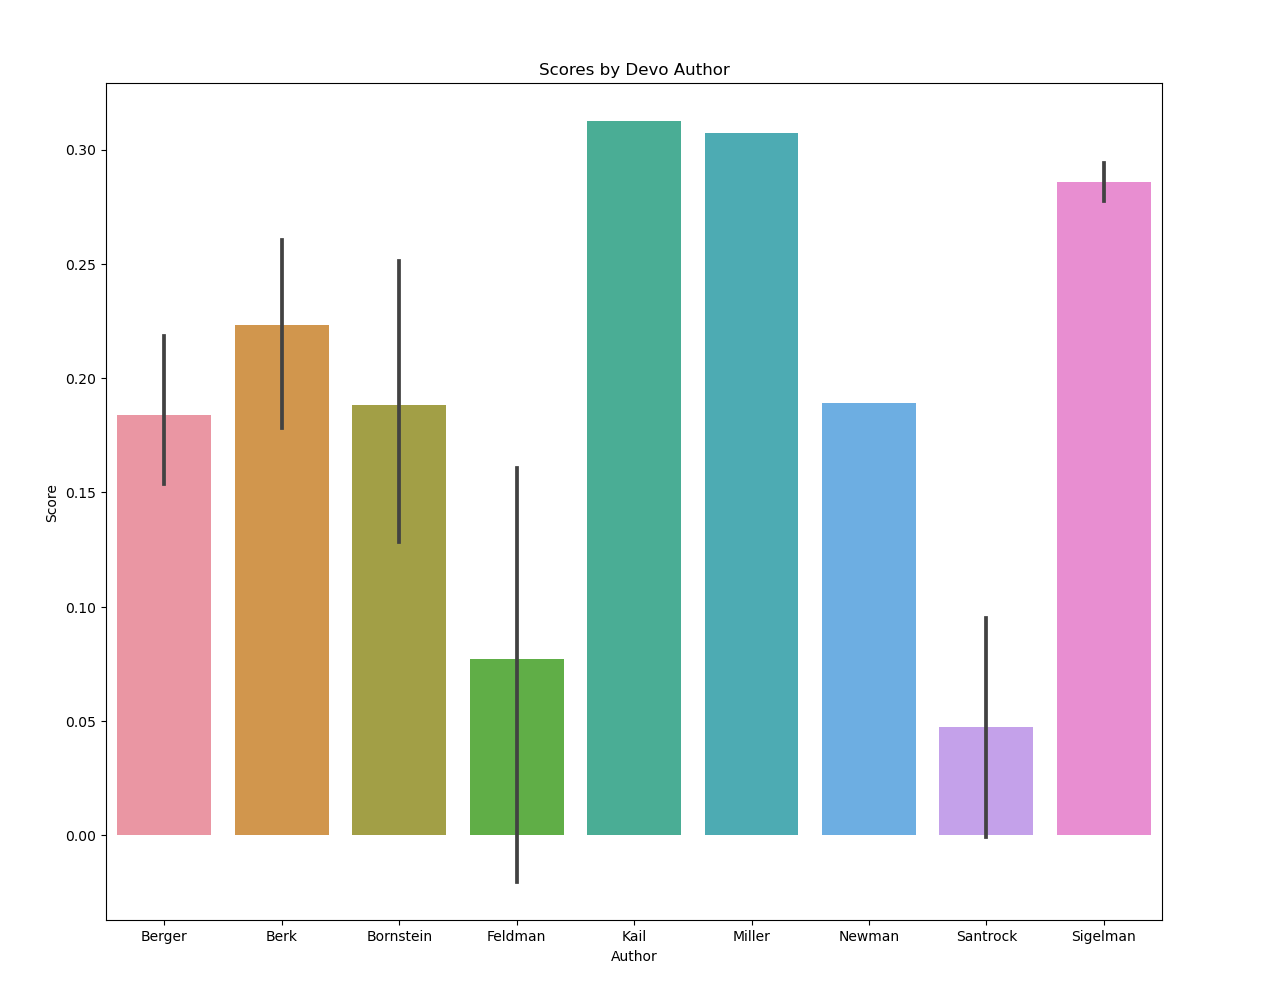 Scores by Devo Author
Score
0.30
0.25
0.20
0.15
0.10
0.05
0.00
Berger Berk Bornstein Feldman Kail Miller Newman Santrock Sigelman
Author